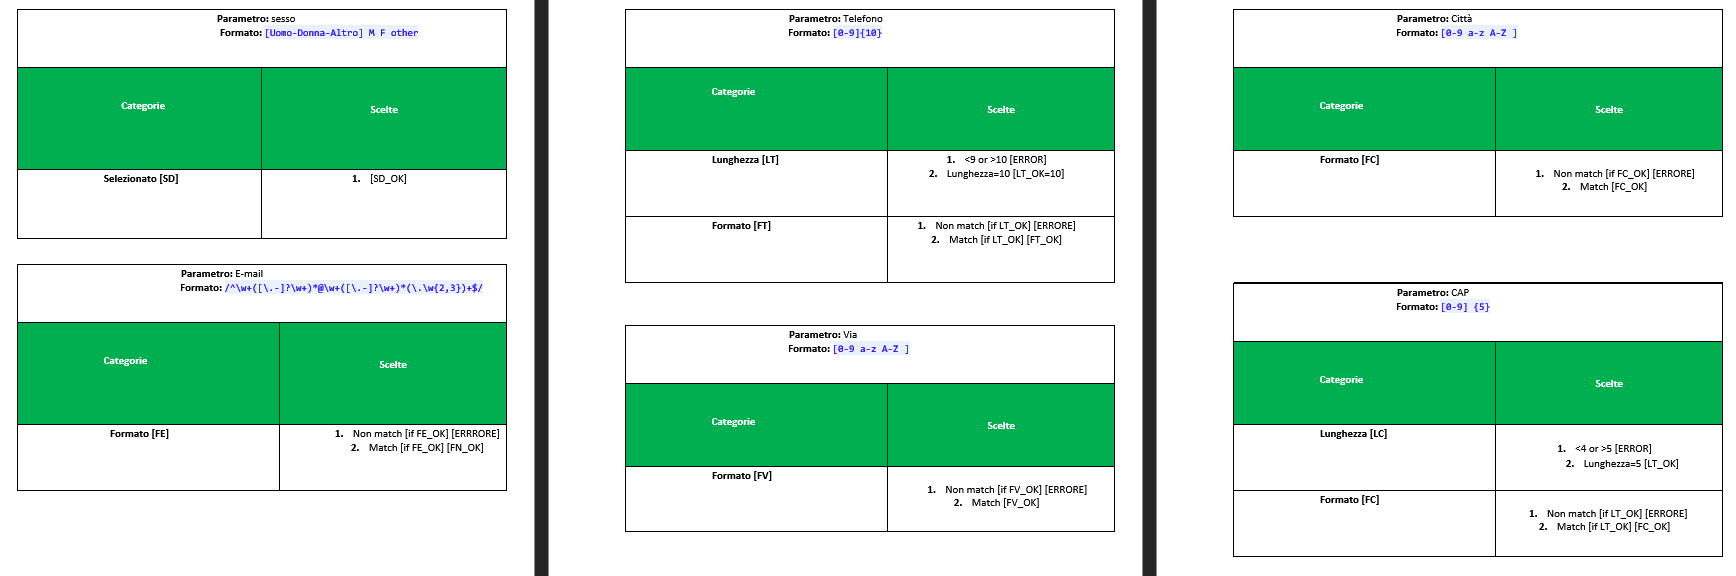 Parametro: sesso
Formato: [Uomo-Donna-Altro] M F other
Categorie
Scelte
Selezionato [SD]
1. [SD_OK]
Parametro: E-mail
Formato: /^\w+([\.-]?\w+)*@\w+([\.-]?\w+)*(\.\w{2,3})+$/
Categorie
Scelte
Formato [FE]
1. Non match [if FE_OK] [ERRRORE]
2. Match [if FE_OK] [FN_OK]
Parametro: Telefono
Formato: [0-9]{10}
Categorie
Scelte
Lunghezza [LT]
1. <9 or >10 [ERROR]
2. Lunghezza=10 [LT_OK=10]
Formato [FT]
1. Non match [if LT_OK] [ERRORE]
2. Match [if LT_OK] [FT_OK]
Parametro: Via
Formato: [0-9 a-z A-Z ]
Categorie
Scelte
Formato [FV]
1. Non match [if FV_OK] [ERRORE]
2. Match [FV_OK]
Parametro: Città
Formato: [0-9 a-z A-Z ]
Categorie
Scelte
Formato [FC]
1. Non match [if FC_OK] [ERRORE]
2. Match [FC_OK]
Parametro: CAP
Formato: [0-9] {5}
Categorie
Scelte
Lunghezza [LC]
1. <4 or >5 [ERROR]
2. Lunghezza=5 [LT_OK]
Formato [FC]
1. Non match [if LT_OK] [ERRORE]
2. Match [if LT_OK] [FC_OK]